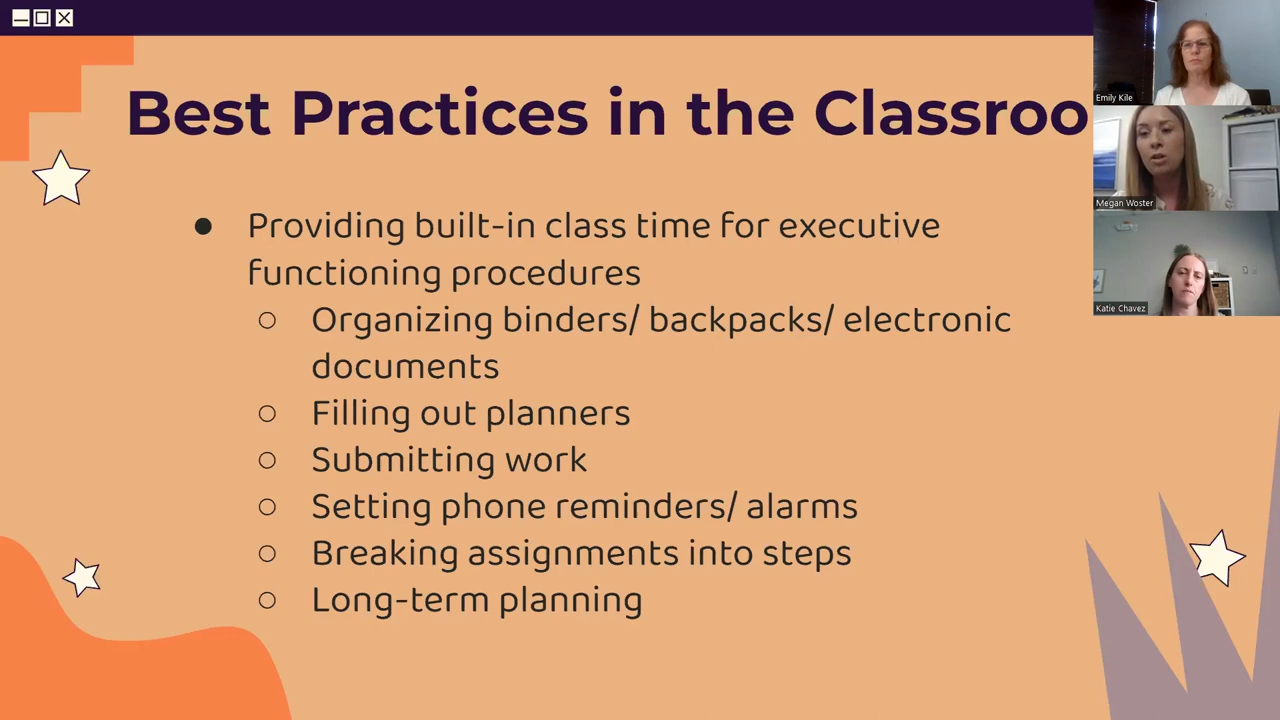 Best Practices in the Classroo
● Providing built-in class time for executive
functioning procedures
○ Organizing binders/ backpacks/ electronic
documents
○ Filling out planners
○ Submitting work
○ Setting phone reminders/ alarms
○ Breaking assignments into steps
○ Long-term planning
Emily Kile
Megan Woster
Katie Chavez